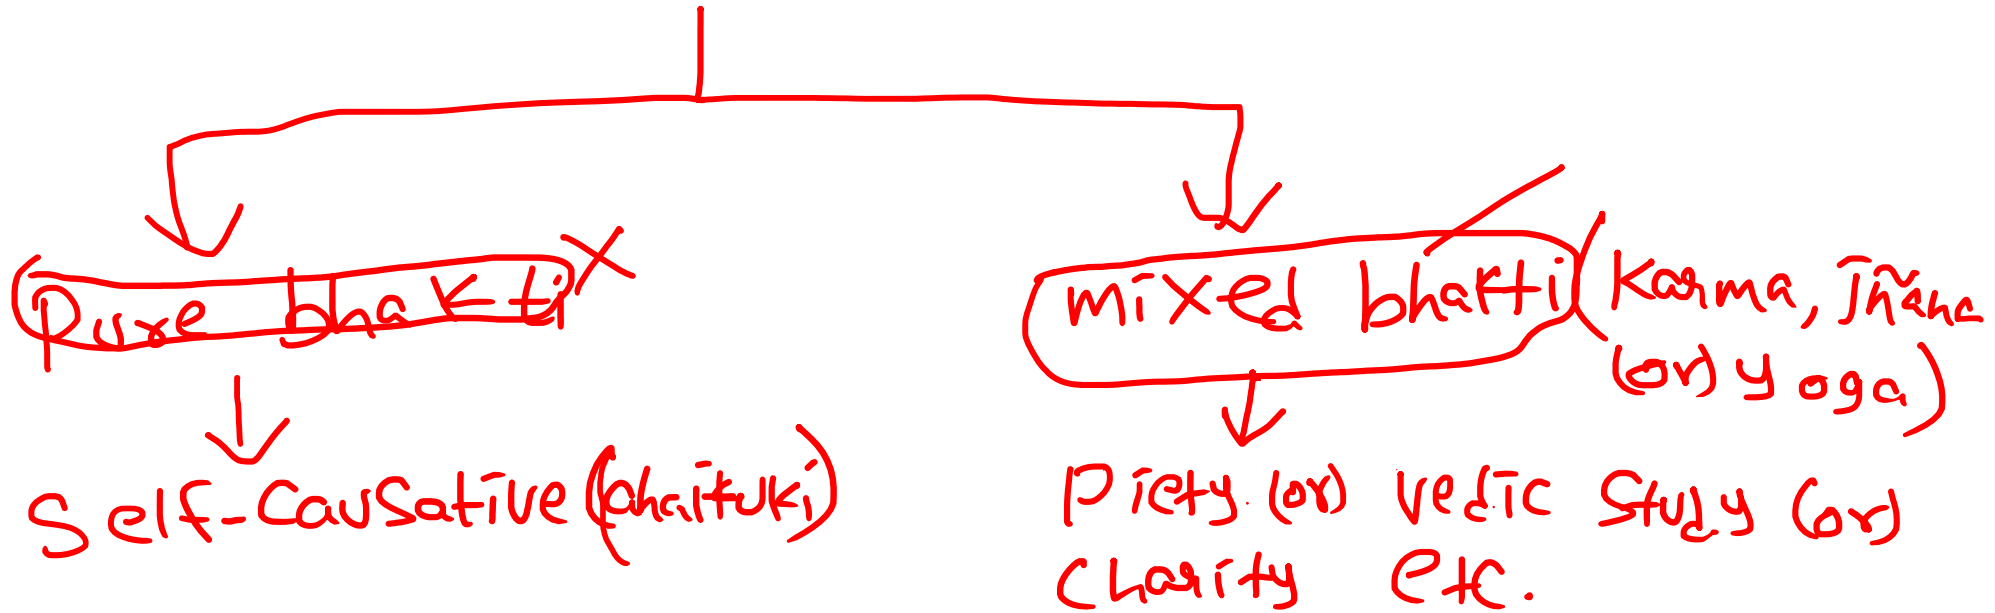 Pure bhakti
mixed bhakti (Karma, Jñāna
(or) yoga)
Self-Causative (ahaituki)
Piety (or) Vedic Study (or)
Charity etc.